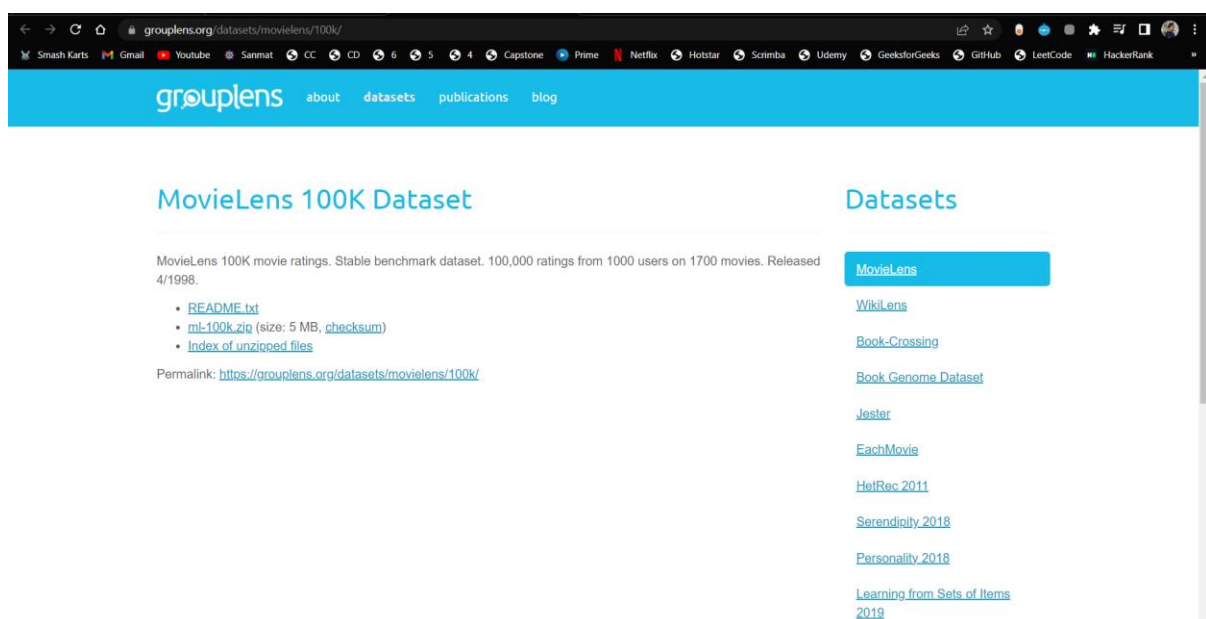 grouplens.org/datasets/movielens/100k/
Smash Karts Gmail Youtube Sanmat CC CD 6 5 4 Capstone Prime Netflix Hotstar Scrimba Udemy GeeksforGeeks GitHub LeetCode HackerRank »
grouplens about datasets publications blog
MovieLens 100K Dataset
MovieLens 100K movie ratings. Stable benchmark dataset. 100,000 ratings from 1000 users on 1700 movies. Released
4/1998.
• README.txt
• ml-100k.zip (size: 5 MB, checksum)
• Index of unzipped files
Permalink: https://grouplens.org/datasets/movielens/100k/
Datasets
MovieLens
WikiLens
Book-Crossing
Book Genome Dataset
Jester
EachMovie
HetRec 2011
Serendipity 2018
Personality 2018
Learning from Sets of Items
2019